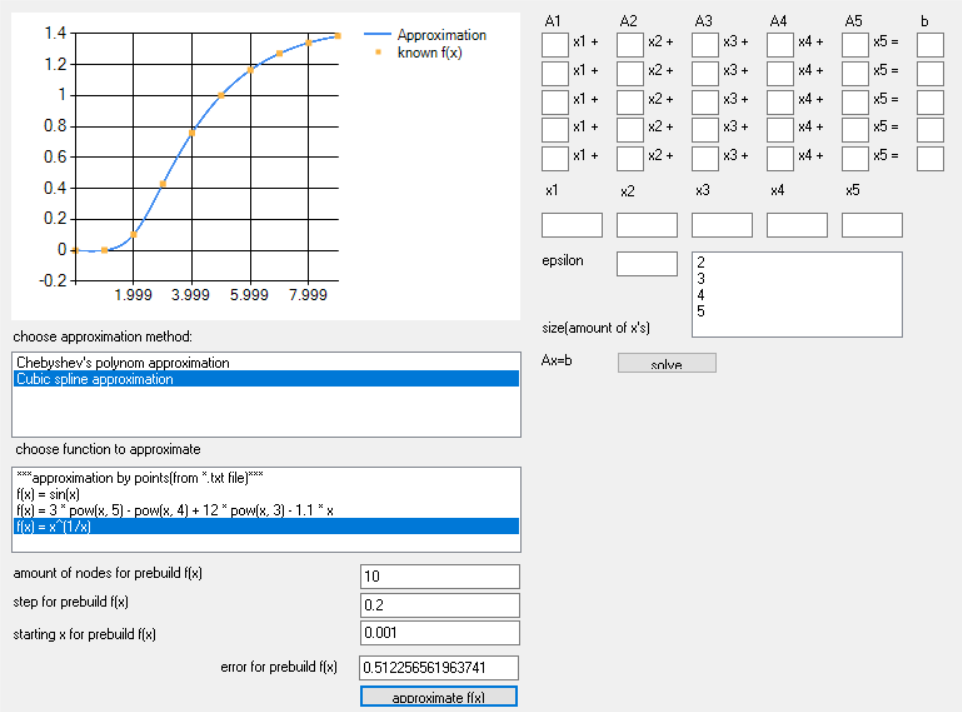 1.4
1.2
1
0.8
0.6
0.4
0.2
0
-0.2
1.999 3.999 5.999 7.999
Approximation
known f(x)
choose approximation method:
Chebyshev's polynom approximation
Cubic spline approximation
choose function to approximate
***approximation by points(from *.txt file)***
f(x) = sin(x)
f(x) = 3 * pow(x, 5) - pow(x, 4) + 12 * pow(x, 3) - 1.1 * x
f(x) = x^(1/x)
amount of nodes for prebuild f(x) 10
step for prebuild f(x) 0.2
starting x for prebuild f(x) 0.001
error for prebuild f(x) 0.512256561963741
approximate f(x)
A1 A2 A3 A4 A5 b
x1 + x2 + x3 + x4 + x5 =
x1 + x2 + x3 + x4 + x5 =
x1 + x2 + x3 + x4 + x5 =
x1 + x2 + x3 + x4 + x5 =
x1 + x2 + x3 + x4 + x5 =
x1 x2 x3 x4 x5
epsilon
2
3
4
5
size(amount of x's)
Ax=b solve